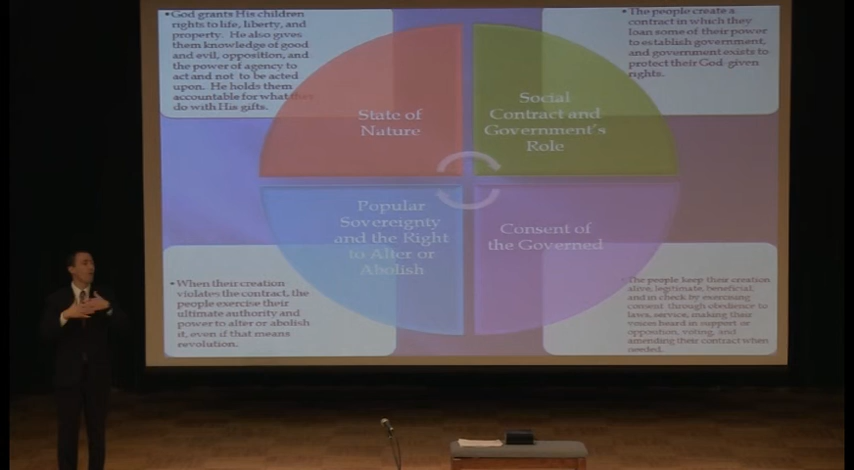 • God grants His children
rights to life, liberty, and
property. He also gives
them knowledge of good
and evil, opposition, and
the power of agency to
act and not to be acted
upon. He holds them
accountable for what they
do with His gifts.
• The people create a
contract in which they
loan some of their power
to establish government,
and government exists to
protect their God-given
rights.
State of
Nature
Social
Contract and
Government's
Role
Popular
Sovereignty
and the Right
to Alter or
Abolish
Consent of
the Governed
• When their creation
violates the contract, the
people exercise their
ultimate authority and
power to alter or abolish
it, even if that means
revolution.
• The people keep their creation
alive, legitimate, beneficial,
and in check by exercising
consent through obedience to
laws, service, making their
voices heard in support or
opposition, voting, and
amending their contract when
needed.